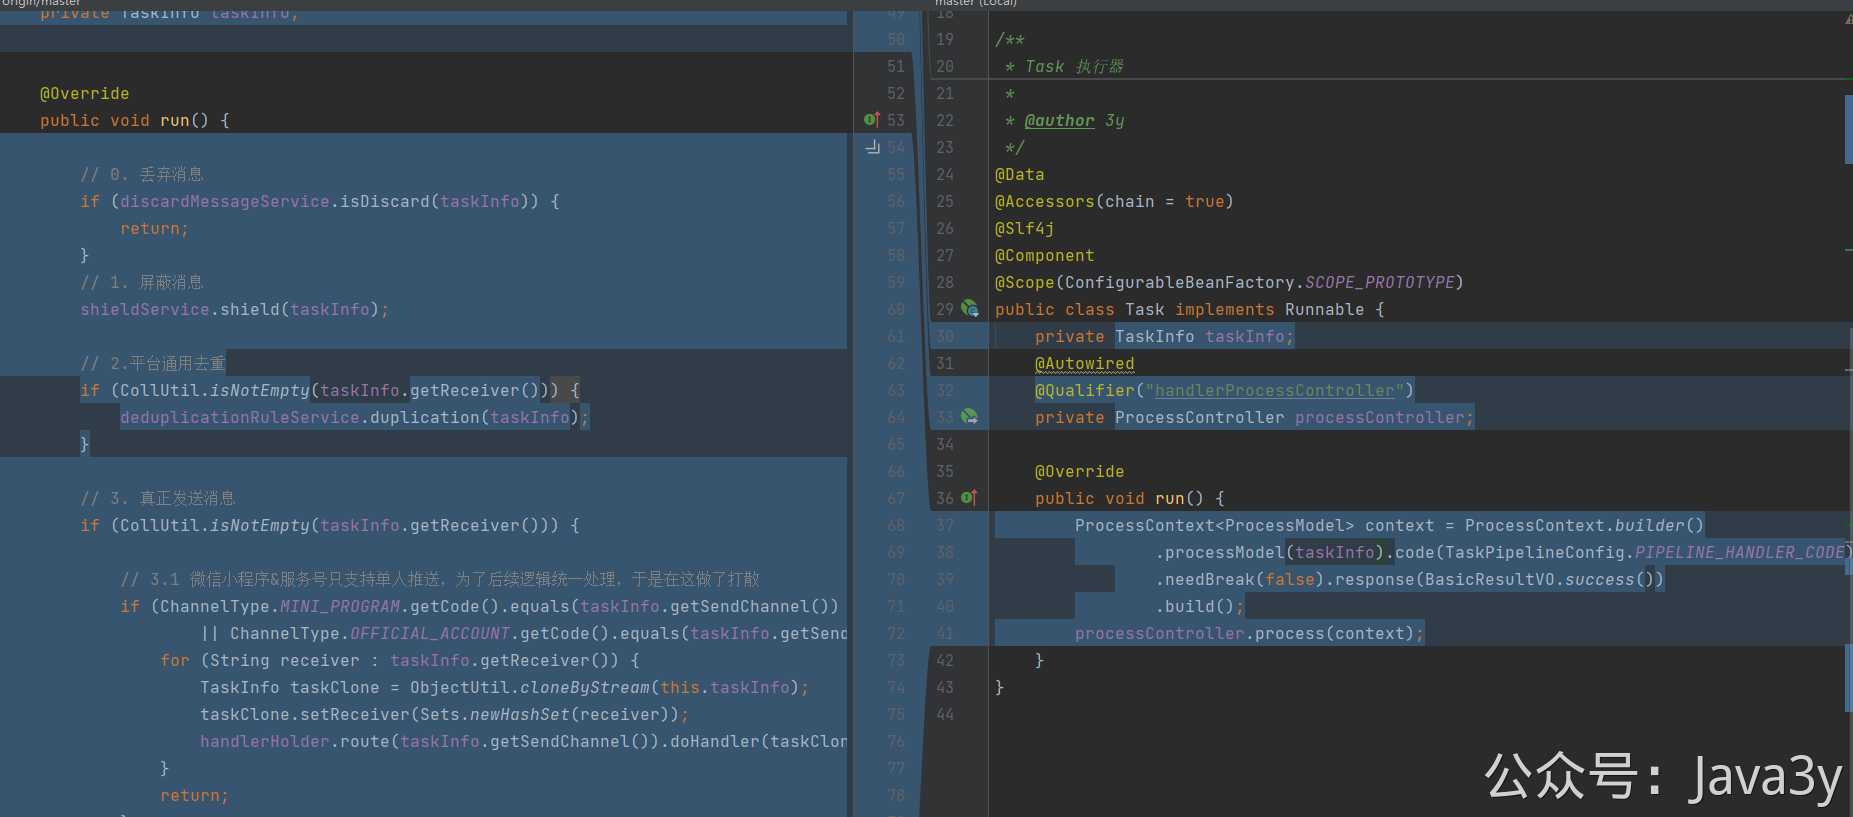 origin/master
private TaskInfo taskInfo;
@Override
public void run() {
// 0. 丢弃消息
if (discardMessageService.isDiscard(taskInfo)) {
return;
}
// 1. 屏蔽消息
shieldService.shield(taskInfo);
// 2.平台通用去重
if (CollUtil.isNotEmpty(taskInfo.getReceiver())) {
deduplicationRuleService.duplication(taskInfo);
}
// 3. 真正发送消息
if (CollUtil.isNotEmpty(taskInfo.getReceiver())) {
// 3.1 微信小程序&服务号只支持单人推送，为了后续逻辑统一处理，于是在这做了打散
if (ChannelType.MINI_PROGRAM.getCode().equals(taskInfo.getSendChannel())
|| ChannelType.OFFICIAL_ACCOUNT.getCode().equals(taskInfo.getSend
for (String receiver : taskInfo.getReceiver()) {
TaskInfo taskClone = ObjectUtil.cloneByStream(this.taskInfo);
taskClone.setReceiver(Sets.newHashSet(receiver));
handlerHolder.route(taskInfo.getSendChannel()).doHandler(taskClon
}
return;
49
50
51
52
53
54
55
56
57
58
59
60
61
62
63
64
65
66
67
68
69
70
71
72
73
74
75
76
77
78
master (Local)
18
19 /**
20 * Task 执行器
21 *
22 * @author 3y
23 */
24 @Data
25 @Accessors(chain = true)
26 @Slf4j
27 @Component
28 @Scope(ConfigurableBeanFactory.SCOPE_PROTOTYPE)
29 public class Task implements Runnable {
30 private TaskInfo taskInfo;
31 @Autowired
32 @Qualifier("handlerProcessController")
33 private ProcessController processController;
34
35 @Override
36 public void run() {
37 ProcessContext<ProcessModel> context = ProcessContext.builder()
38 .processModel(taskInfo).code(TaskPipelineConfig.PIPELINE_HANDLER_CODE)
39 .needBreak(false).response(BasicResultVO.success())
40 .build();
41 processController.process(context);
42 }
43 }
44
公众号：Java3y